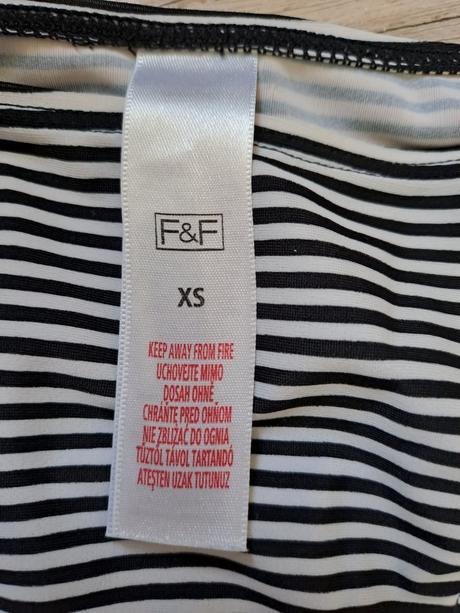 F&F
XS
KEEP AWAY FROM FIRE
UCHOVEJTE MIMO
DOSAH OHNĚ
CHRÁŇTE PRED OHŇOM
NIE ZBLIŻAĆ DO OGNIA
TŰZTŐL TÁVOL TARTANDÓ
ATEŞTEN UZAK TUTUNUZ